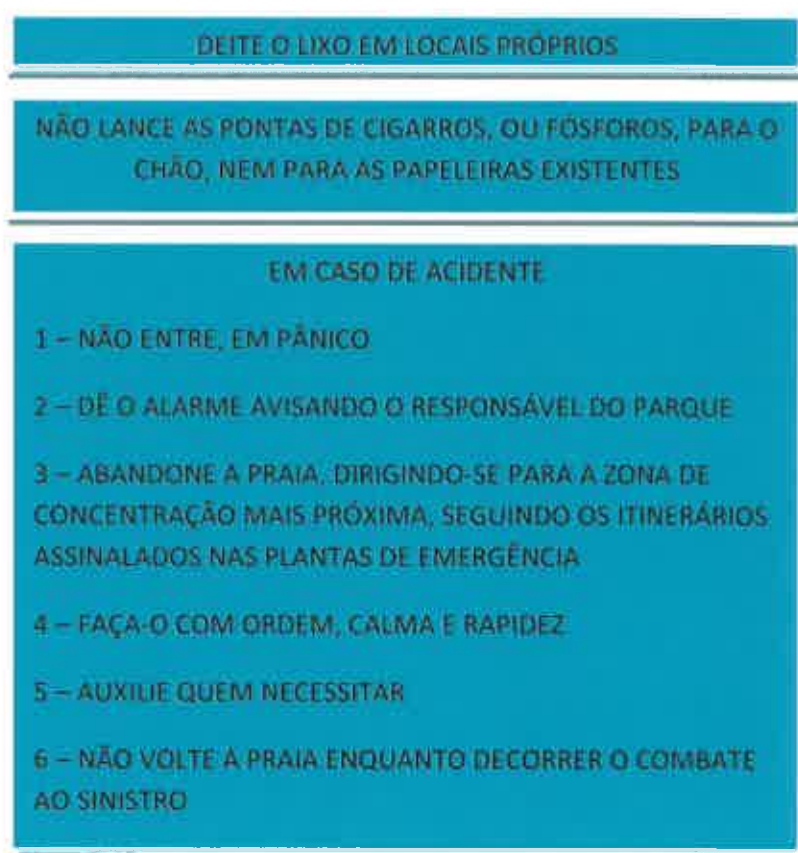 DEITE O LIXO EM LOCAIS PRÓPRIOS
NÃO LANCE AS PONTAS DE CIGARROS, OU FÓSFOROS, PARA O
CHÃO, NEM PARA AS PAPELEIRAS EXISTENTES
EM CASO DE ACIDENTE
1 – NÃO ENTRE, EM PÂNICO
2 – DÊ O ALARME AVISANDO O RESPONSÁVEL DO PARQUE
3 – ABANDONE A PRAIA, DIRIGINDO-SE PARA A ZONA DE
CONCENTRAÇÃO MAIS PRÓXIMA, SEGUINDO OS ITINERÁRIOS
ASSINALADOS NAS PLANTAS DE EMERGÊNCIA
4 – FAÇA-O COM ORDEM, CALMA E RAPIDEZ
5 – AUXILIE QUEM NECESSITAR
6 – NÃO VOLTE À PRAIA ENQUANTO DECORRER O COMBATE
AO SINISTRO